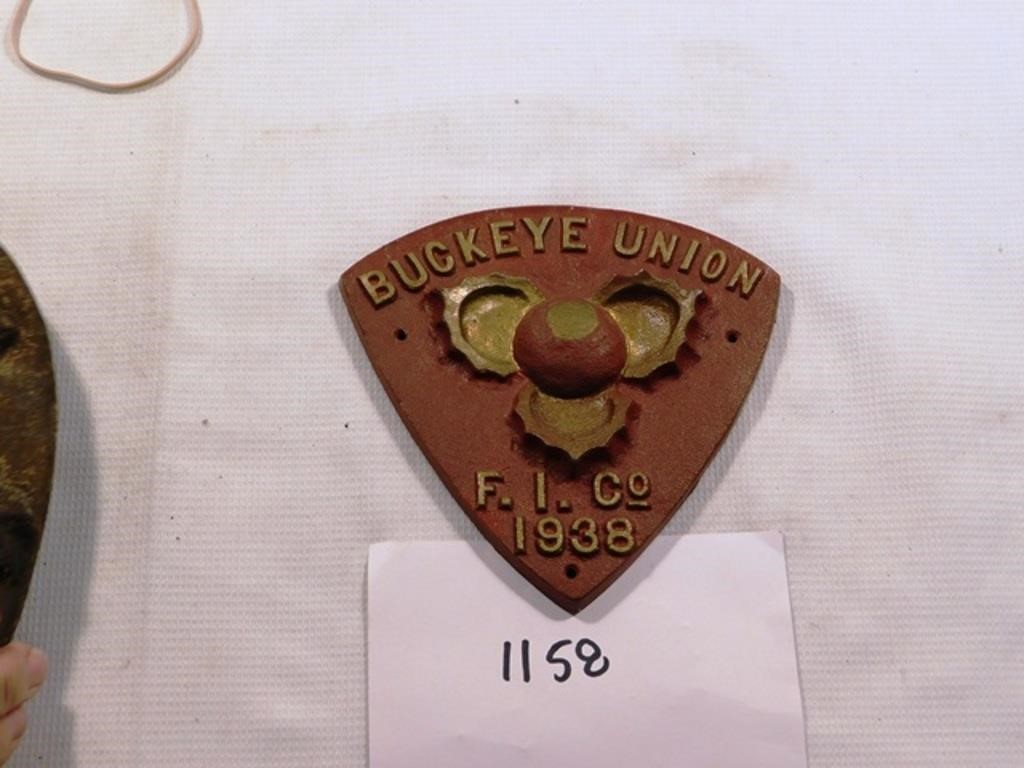 BUCKEYE UNION
F. I. Co
1938
1158